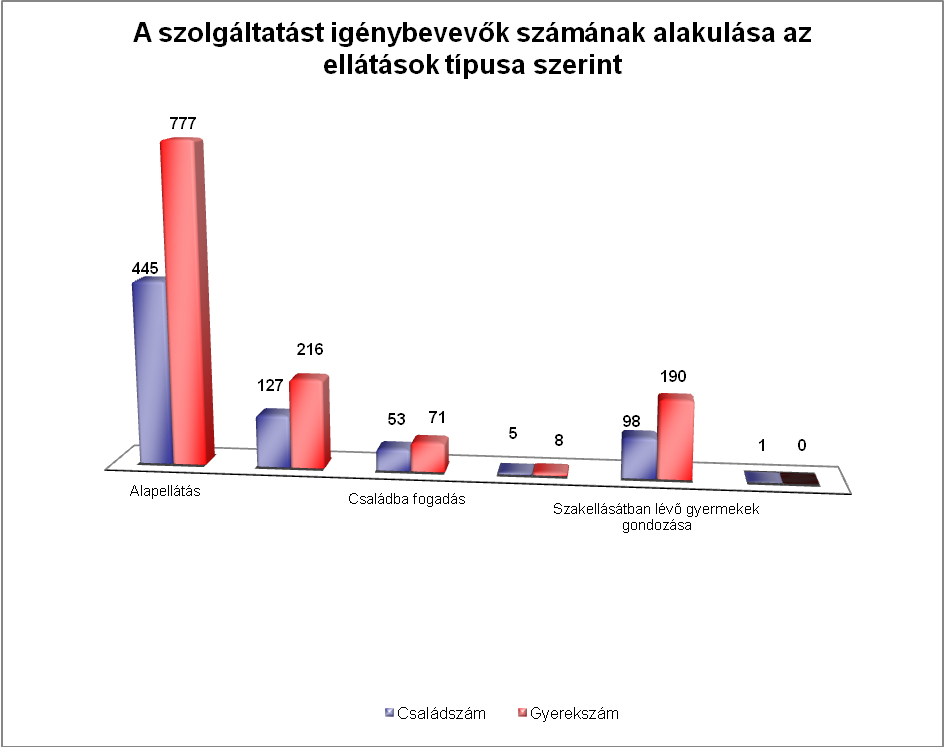 A szolgáltatást igénybevevők számának alakulása az
ellátások típusa szerint
777
445
216
127
53
71
5
8
98
190
1
0
Alapellátás
Családba fogadás
Szakellásátban lévő gyermekek
gondozása
Családszám
Gyerekszám